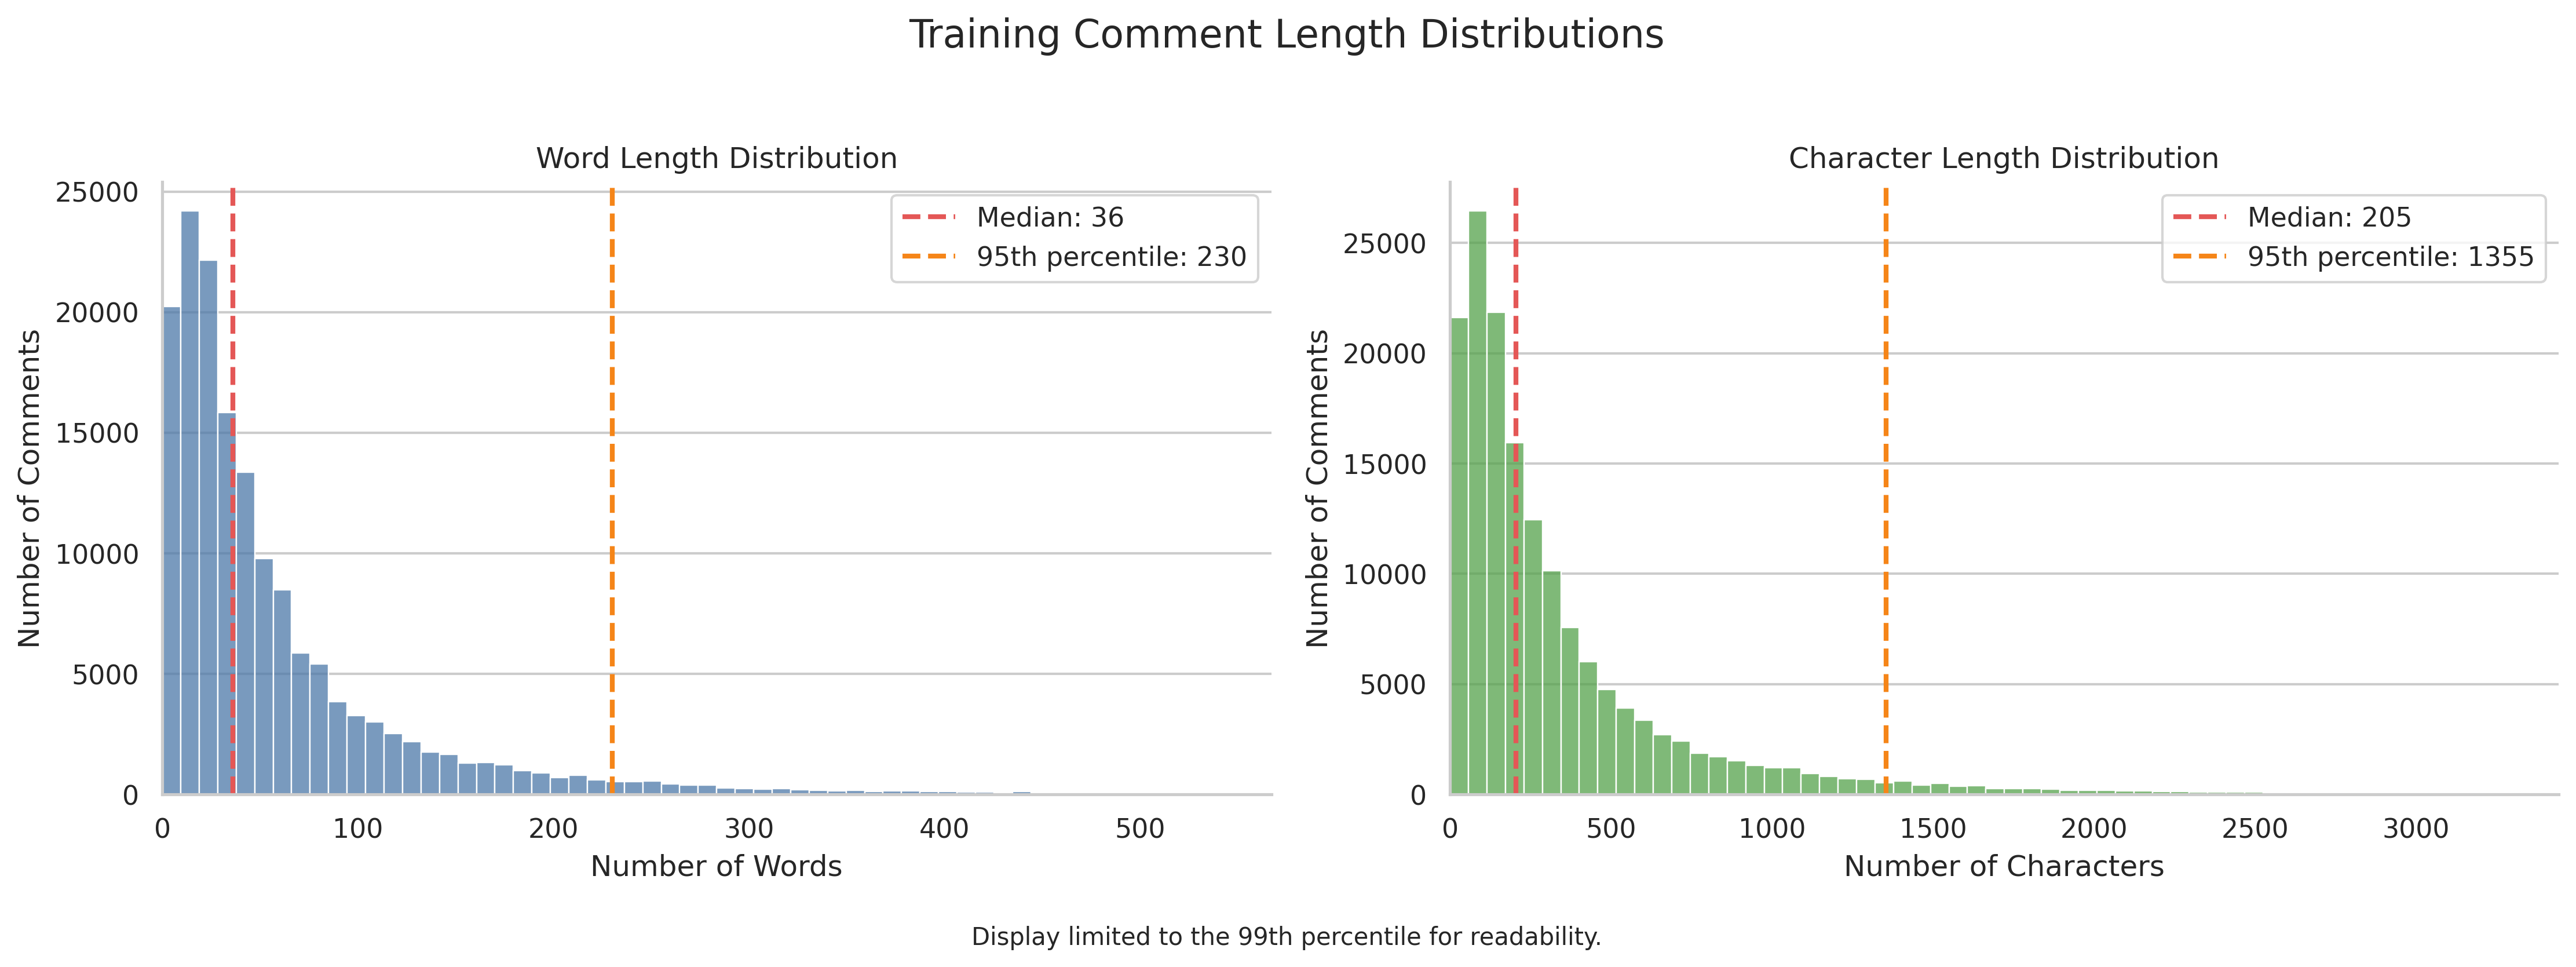 Training Comment Length Distributions
Word Length Distribution
25000
20000
15000
10000
5000
0
Number of Comments
Median: 36
95th percentile: 230
0 100 200 300 400 500
Number of Words
Character Length Distribution
25000
20000
15000
10000
5000
0
Number of Comments
Median: 205
95th percentile: 1355
0 500 1000 1500 2000 2500 3000
Number of Characters
Display limited to the 99th percentile for readability.